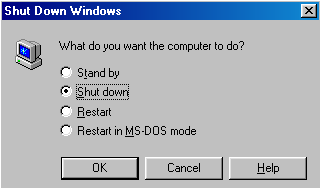 Shut Down Windows
What do you want the computer to do?
Stand by
Shut down
Restart
Restart in MS-DOS mode
OK Cancel Help